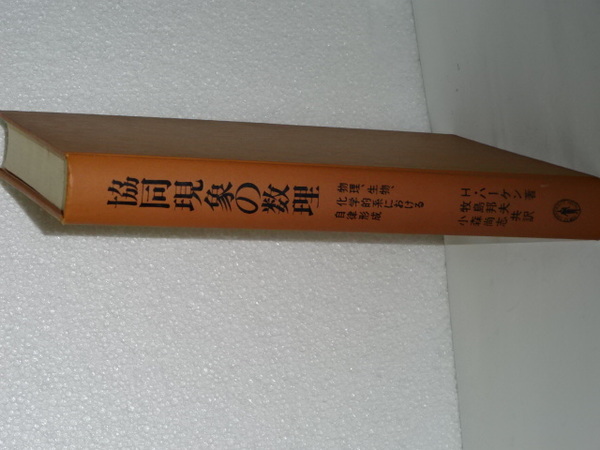 協同現象の数理
物理、生物、
化学的系における
自律形成
H・ハーケン著
牧島邦夫
小森尚志 共訳